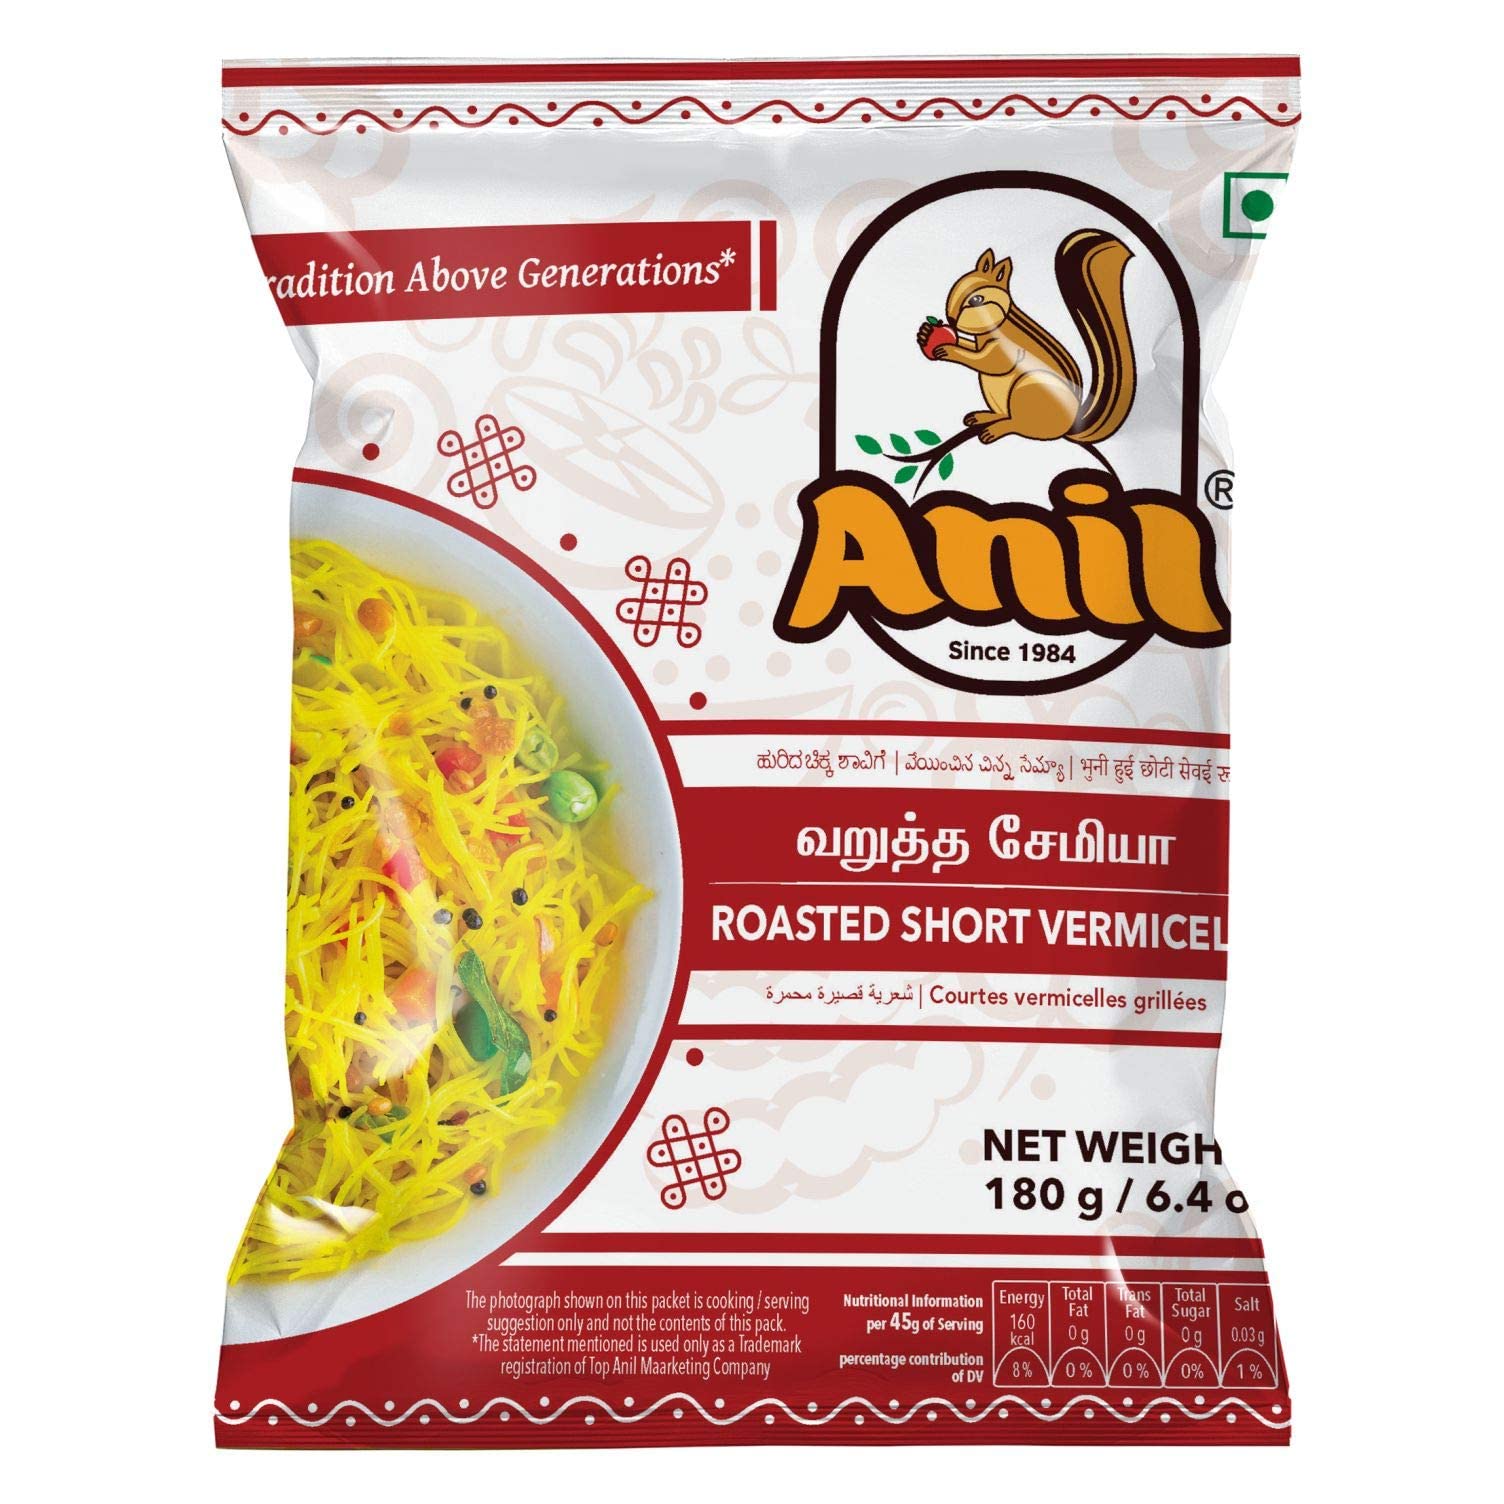 radition Above Generations*
Anil
®
Since 1984
ಹುರಿದ ಚಿಕ್ಕ ಶಾವಿಗೆ | వేయించిన చిన్న సేమ్యా | भुनी हुई छोटी सेवई
வறுத்த சேமியா
ROASTED SHORT VERMICEL
شعرية قصيرة محمرة | Courtes vermicelles grillées
NET WEIGH
180 g / 6.4 o
The photograph shown on this packet is cooking / serving
suggestion only and not the contents of this pack.
*The statement mentioned is used only as a Trademark
registration of Top Anil Maarketing Company
Nutritional Information
per 45g of Serving
percentage contribution
of DV
Energy
160
kcal
8%
Total
Fat
0 g
0%
Trans
Fat
0 g
0%
Total
Sugar
0 g
0%
Salt
0.03 g
1%